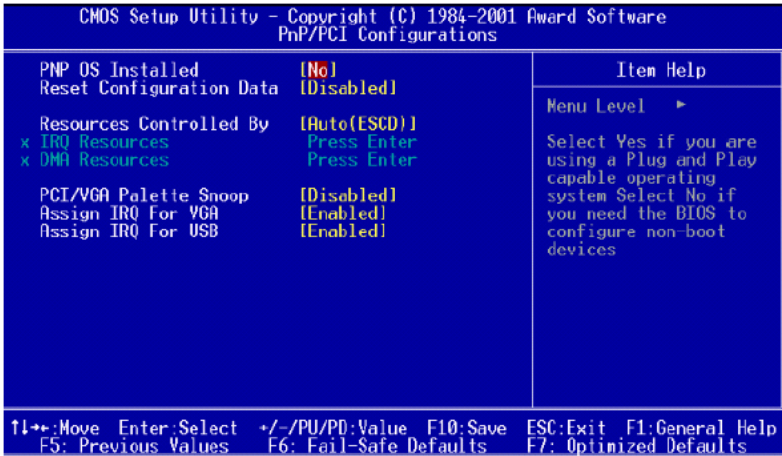 CMOS Setup Utility - Copyright (C) 1984-2001 Award Software
PnP/PCI Configurations
PNP OS Installed [No]
Reset Configuration Data [Disabled]
Resources Controlled By [Auto(ESCD)]
x IRQ Resources Press Enter
x DMA Resources Press Enter
PCI/VGA Palette Snoop [Disabled]
Assign IRQ For VGA [Enabled]
Assign IRQ For USB [Enabled]
Item Help
Menu Level ►
Select Yes if you are
using a Plug and Play
capable operating
system Select No if
you need the BIOS to
configure non-boot
devices
↑↓→←:Move Enter:Select +/-/PU/PD:Value F10:Save ESC:Exit F1:General Help
F5: Previous Values F6: Fail-Safe Defaults F7: Optimized Defaults